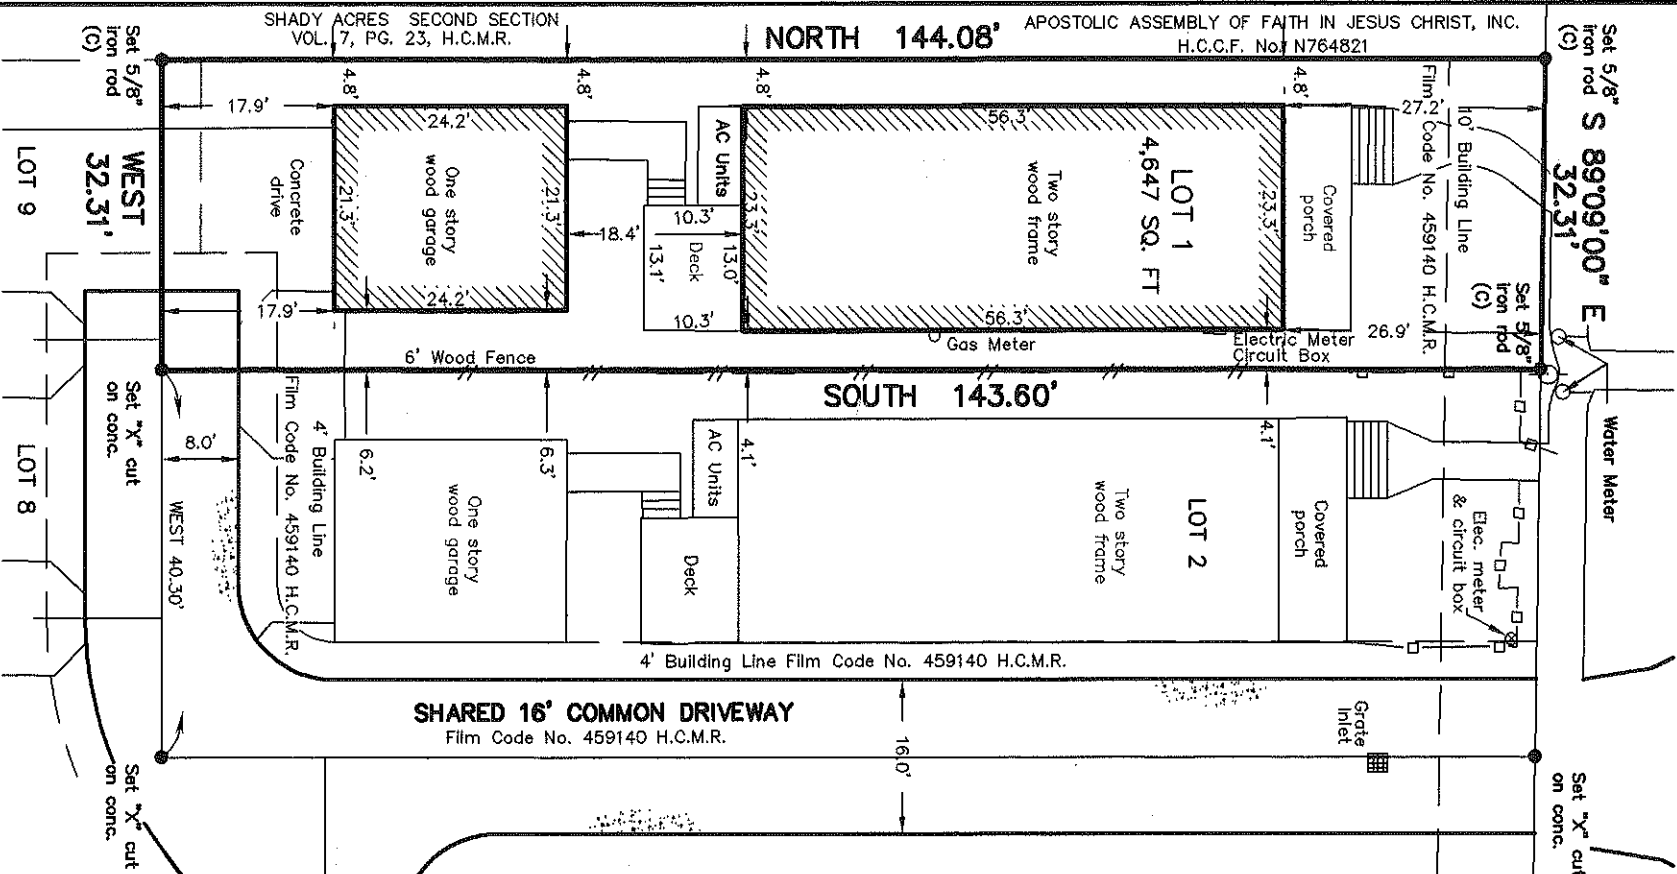 SHADY ACRES SECOND SECTION
VOL. 7, PG. 23, H.C.M.R.
NORTH 144.08'
APOSTOLIC ASSEMBLY OF FAITH IN JESUS CHRIST, INC.
H.C.C.F. No. N764821
Set 5/8"
iron rod
(C)
Set 5/8"
iron rod
(C)
S 89°09'00" E
32.31'
4.8'
4.8'
4.8'
4.8'
17.9'
24.2'
56.3'
27.2'
10' Building Line
Film Code No. 459140 H.C.M.R.
LOT 9
WEST
32.31'
Concrete
drive
21.3'
One story
wood garage
21.3'
18.4'
AC Units
23.3'
10.3'
Deck
13.1'
13.0'
10.3'
Two story
wood frame
LOT 1
4,647 SQ. FT
23.3'
Covered
porch
Set 5/8"
iron rod
(C)
17.9'
24.2'
56.3'
26.9'
Gas Meter
Electric Meter
Circuit Box
6' Wood Fence
SOUTH 143.60'
Water Meter
Set "X" cut
on conc.
LOT 8
8.0'
WEST 40.30'
Film Code No. 459140 H.C.M.R.
4' Building Line
6.2'
6.3'
One story
wood garage
AC Units
4.1'
Deck
Two story
wood frame
LOT 2
4.1'
Covered
porch
Elec. meter
& circuit box
4' Building Line Film Code No. 459140 H.C.M.R.
SHARED 16' COMMON DRIVEWAY
Film Code No. 459140 H.C.M.R.
16.0'
Grate
Inlet
Set "X" cut
on conc.
Set "X" cut
on conc.